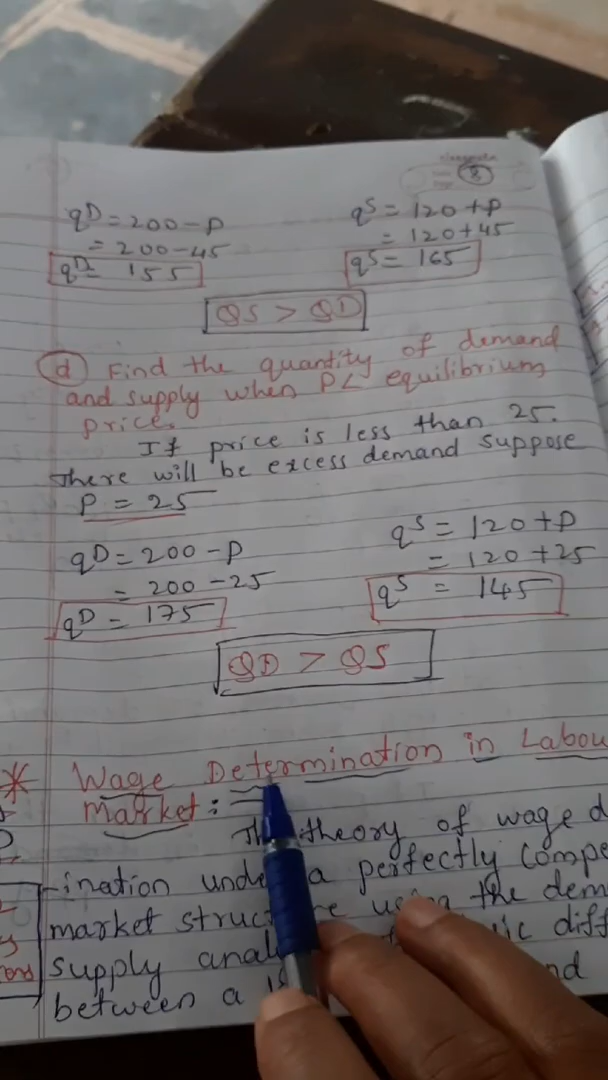 8
qD = 200 - P
= 200 - 45
qD = 155
qS = 120 + P
= 120 + 45
qS = 165
QS > QD
d Find the quantity of demand
and supply when P < equilibrium
price.
If price is less than 25.
There will be excess demand suppose
P = 25
qD = 200 - P
= 200 - 25
qD = 175
qS = 120 + P
= 120 + 25
qS = 145
QD > QS
* Wage Determination in Labou
market:
theory of wage d
ination under a perfectly compe
market structure using the dem
supply diff
between a